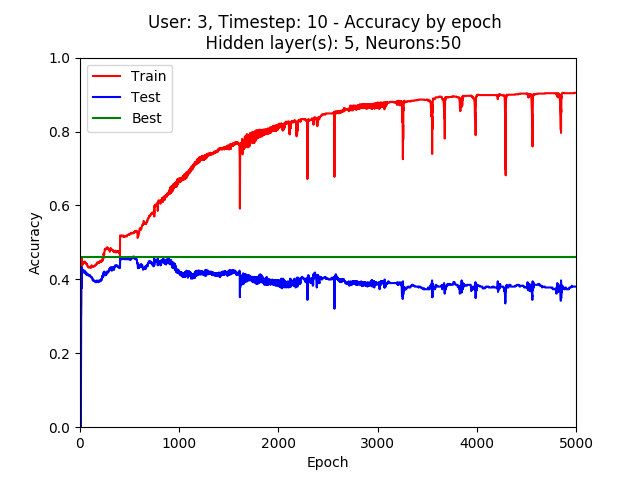 User: 3, Timestep: 10 - Accuracy by epoch
Hidden layer(s): 5, Neurons:50
1.0
0.8
0.6
0.4
0.2
0.0
Accuracy
Train
Test
Best
0 1000 2000 3000 4000 5000
Epoch